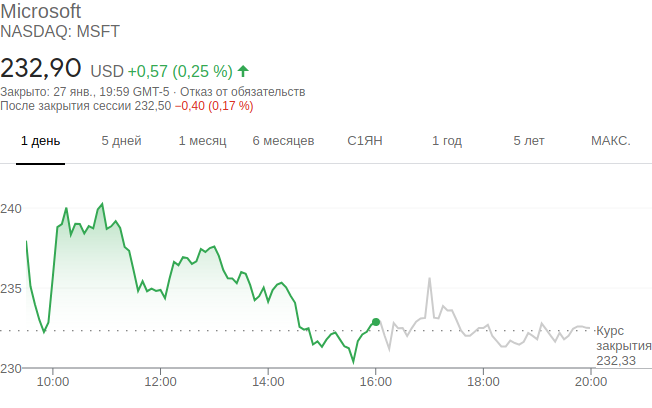 Microsoft
NASDAQ: MSFT
232,90 USD +0,57 (0,25 %)
Закрыто: 27 янв., 19:59 GMT-5 · Отказ от обязательств
После закрытия сессии 232,50 −0,40 (0,17 %)
1 день 5 дней 1 месяц 6 месяцев С1ЯН 1 год 5 лет МАКС.
240
235
Курс
закрытия
232,33
230
10:00 12:00 14:00 16:00 18:00 20:00